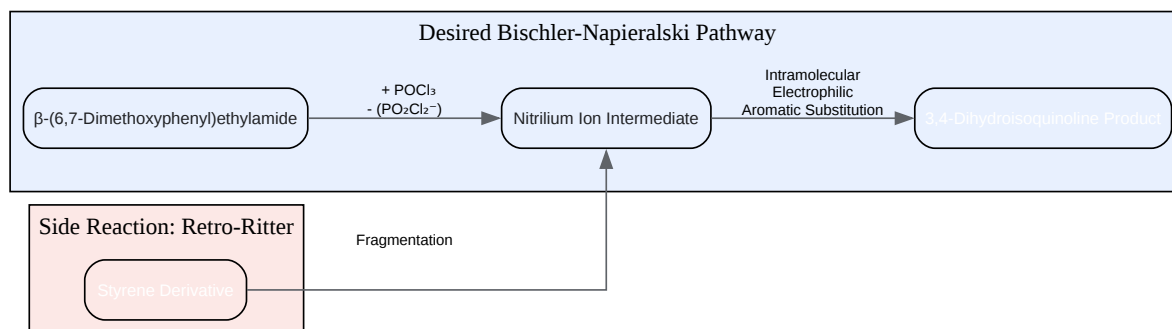 Desired Bischler-Napieralski Pathway
β-(6,7-Dimethoxyphenyl)ethylamide
+ POCl₃
- (PO₂Cl₂⁻)
Nitrilium Ion Intermediate
Intramolecular
Electrophilic
Aromatic Substitution
3,4-Dihydroisoquinoline Product
Side Reaction: Retro-Ritter
Fragmentation
Styrene Derivative